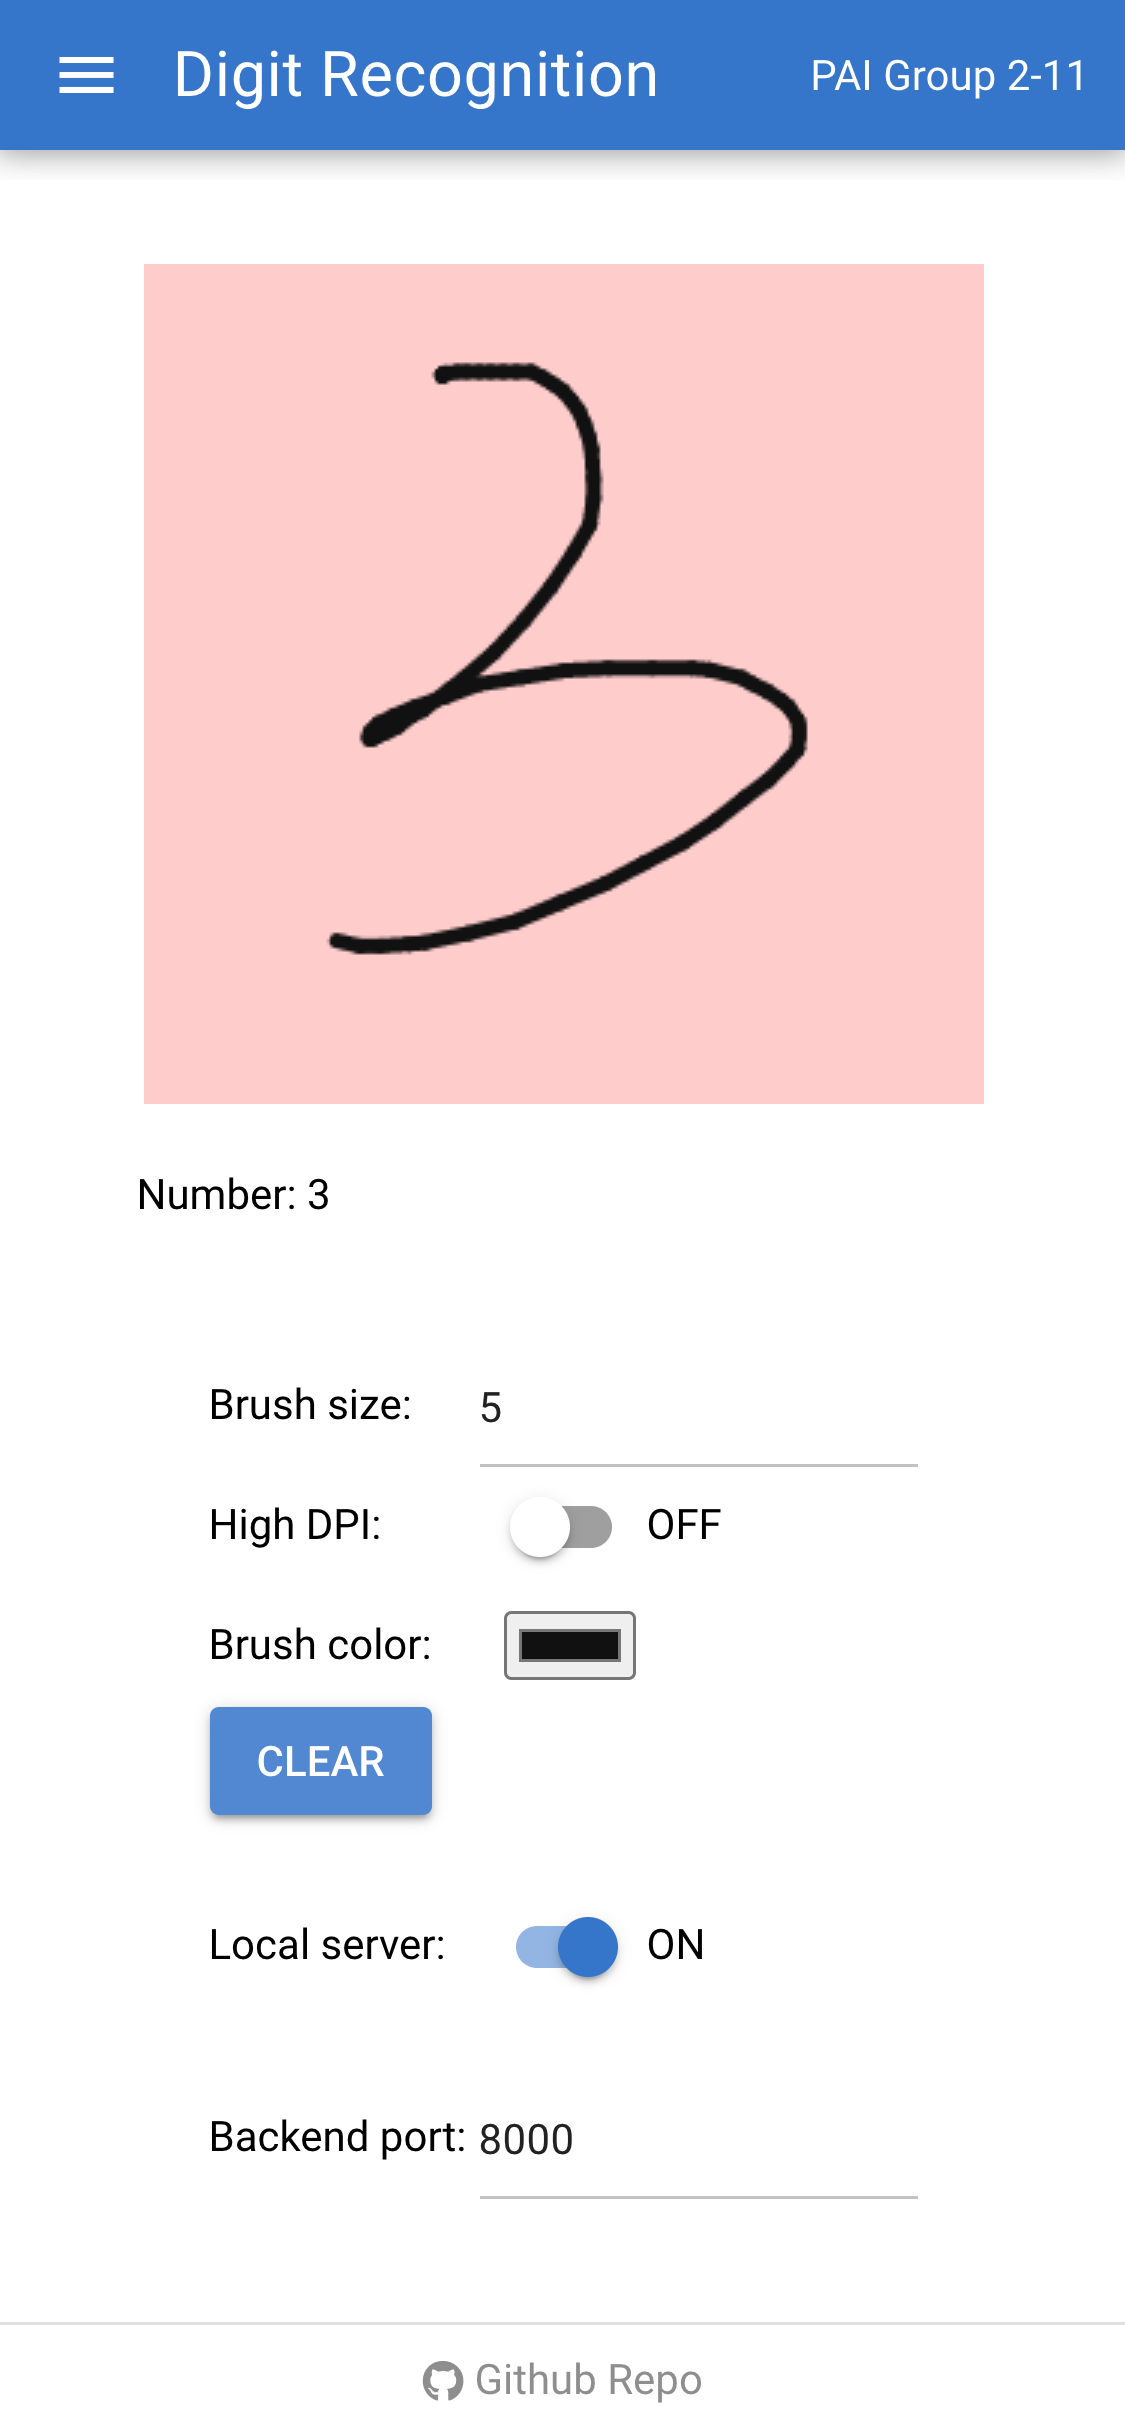 Digit Recognition PAI Group 2-11
3
Number: 3
Brush size: 5
High DPI: OFF
Brush color:
CLEAR
Local server: ON
Backend port: 8000
Github Repo